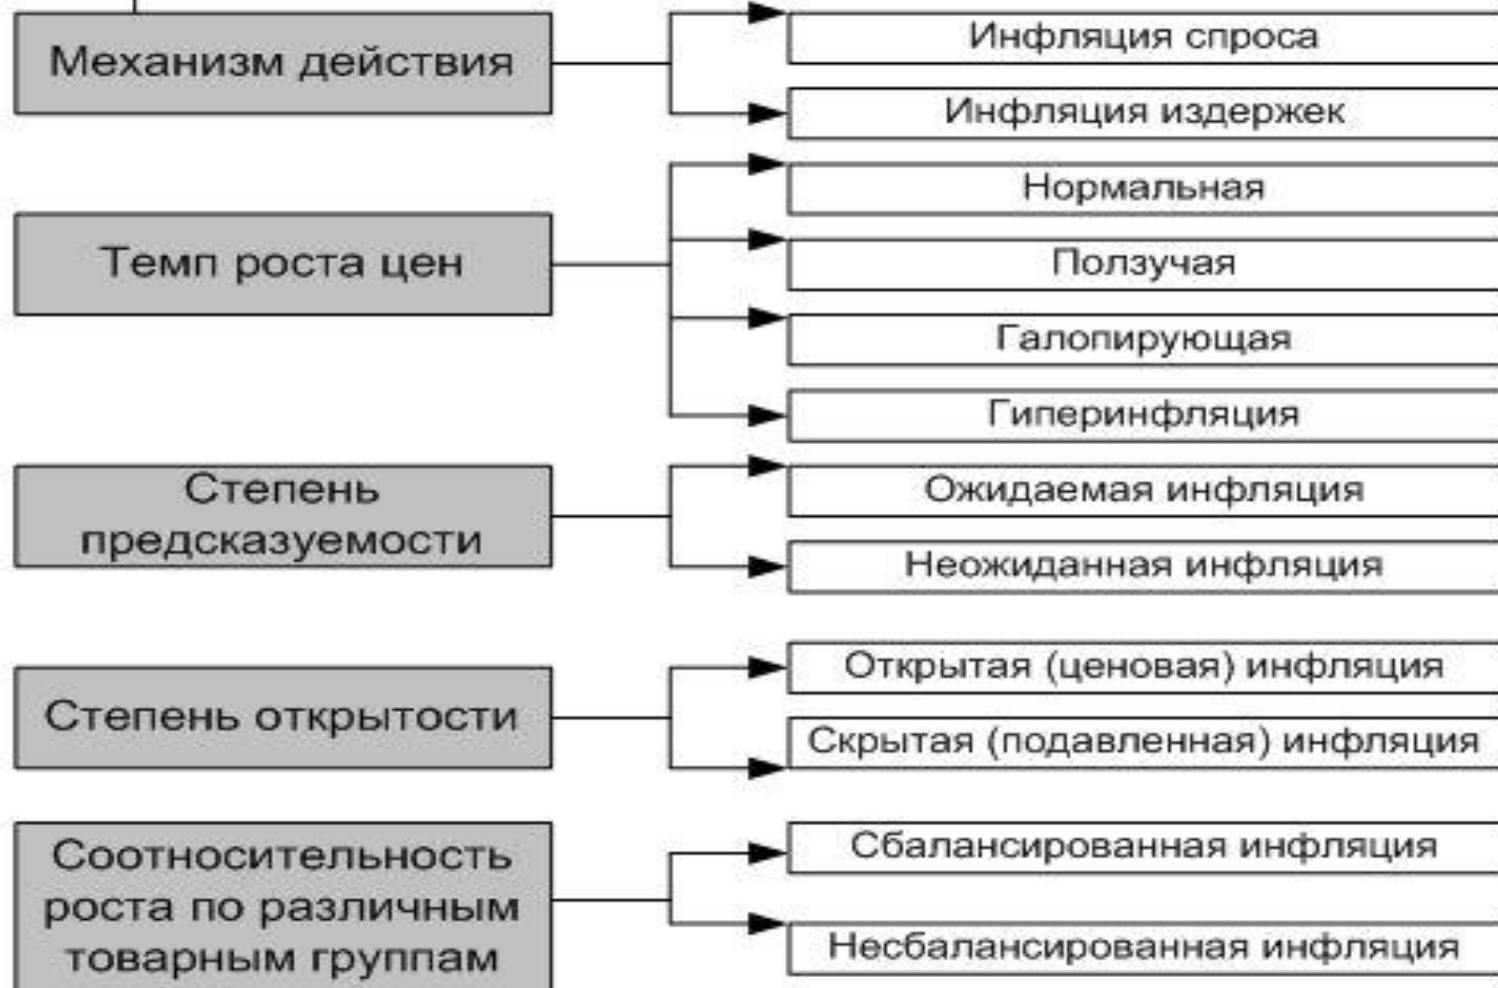 Механизм действия
Инфляция спроса
Инфляция издержек
Темп роста цен
Нормальная
Ползучая
Галопирующая
Гиперинфляция
Степень
предсказуемости
Ожидаемая инфляция
Неожиданная инфляция
Степень открытости
Открытая (ценовая) инфляция
Скрытая (подавленная) инфляция
Соотносительность
роста по различным
товарным группам
Сбалансированная инфляция
Несбалансированная инфляция